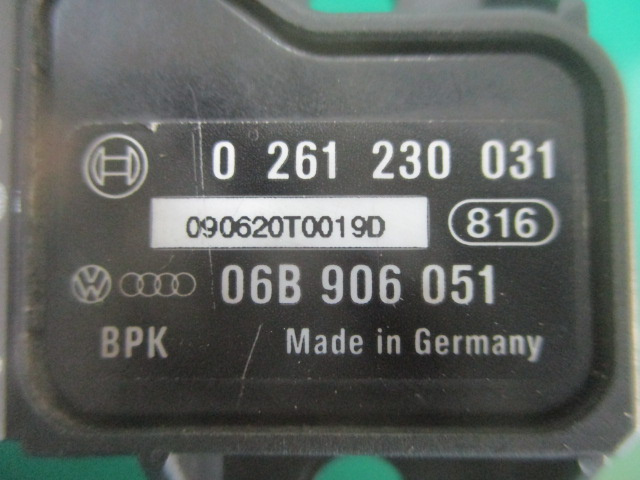 0 261 230 031
090620T0019D 816
06B 906 051
BPK Made in Germany